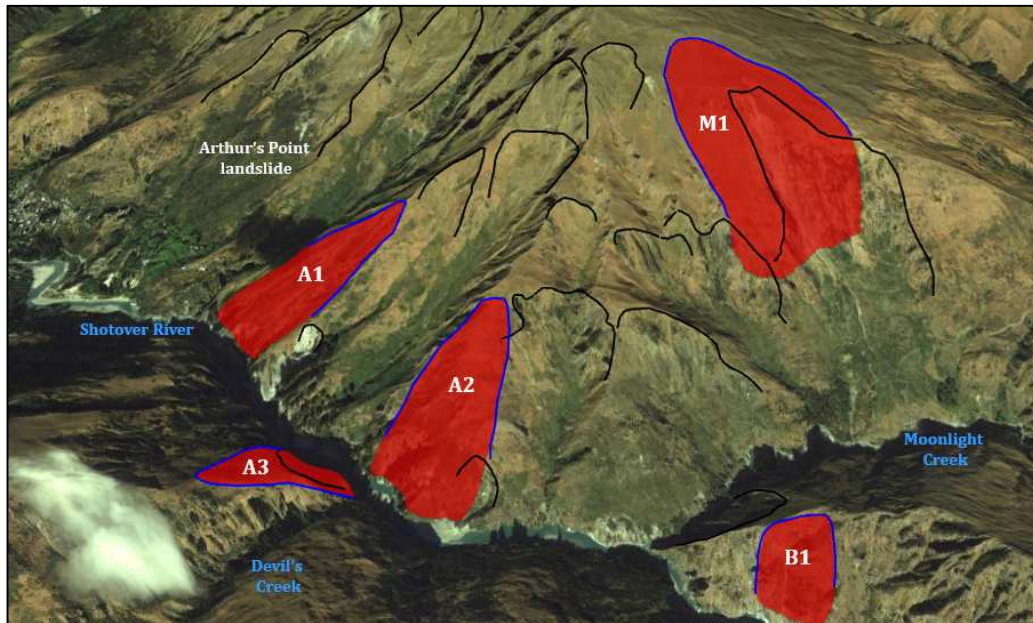 M1
Arthur's Point
landslide
A1
Shotover River
A2
Moonlight
Creek
A3
B1
Devil's
Creek